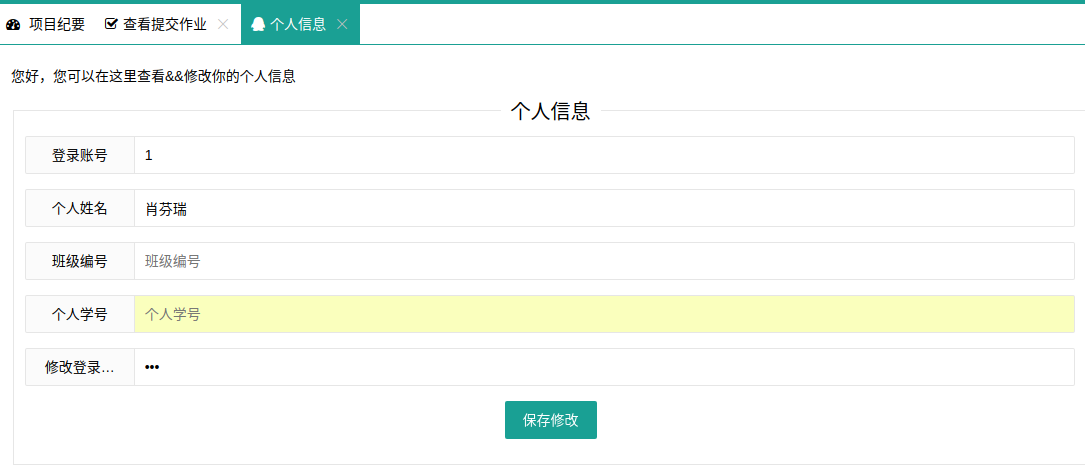 项目纪要 查看提交作业 个人信息
您好，您可以在这里查看&&修改你的个人信息
个人信息
登录账号 1
个人姓名 肖芬瑞
班级编号 班级编号
个人学号 个人学号
修改登录... •••
保存修改